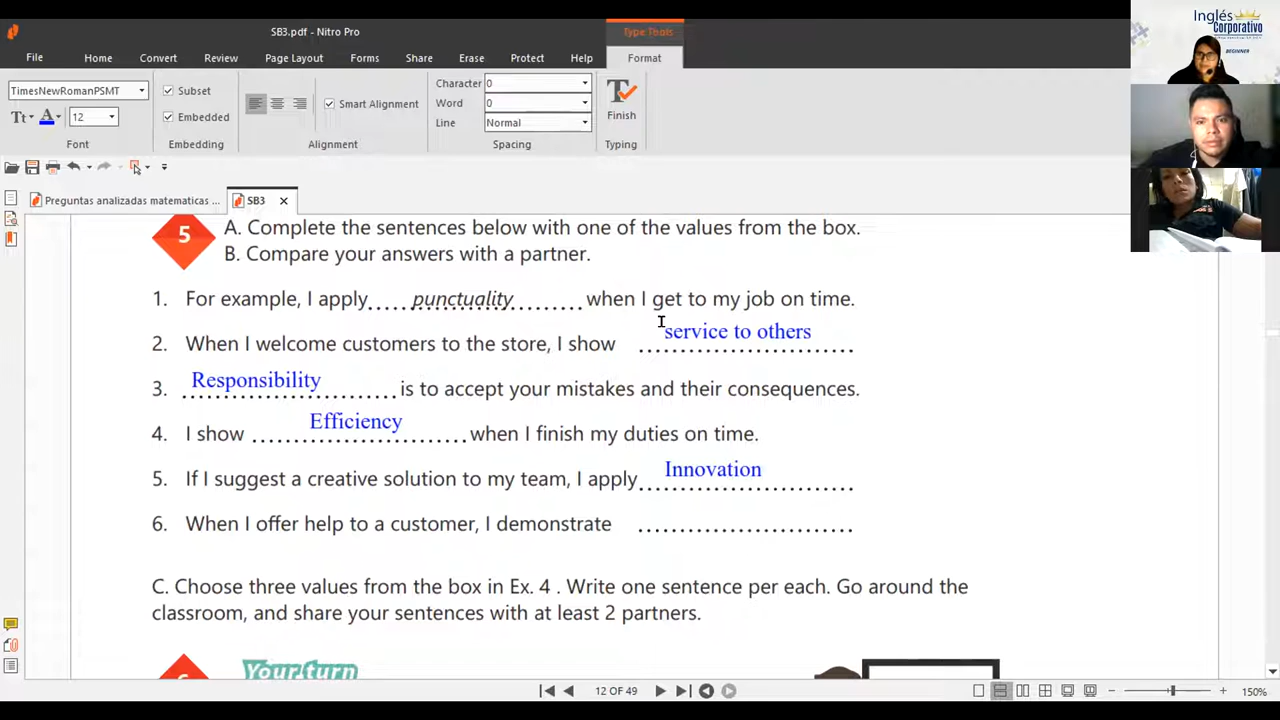 SB3.pdf - Nitro Pro
Type Tools
File Home Convert Review Page Layout Forms Share Erase Protect Help Format
TimesNewRomanPSMT
Subset
Smart Alignment
Character 0
Tt A 12
Embedded
Word 0
Line Normal
Finish
Font Embedding Alignment Spacing Typing
Preguntas analizadas matematicas ...
SB3
Inglés
Corporativo
BEGINNER
5
A. Complete the sentences below with one of the values from the box.
B. Compare your answers with a partner.
1. For example, I apply.....punctuality.........when I get to my job on time.
2. When I welcome customers to the store, I show service to others
3. Responsibility is to accept your mistakes and their consequences.
4. I show Efficiency when I finish my duties on time.
5. If I suggest a creative solution to my team, I apply Innovation
6. When I offer help to a customer, I demonstrate ............................
C. Choose three values from the box in Ex. 4 . Write one sentence per each. Go around the
classroom, and share your sentences with at least 2 partners.
Your turn
12 OF 49
150%